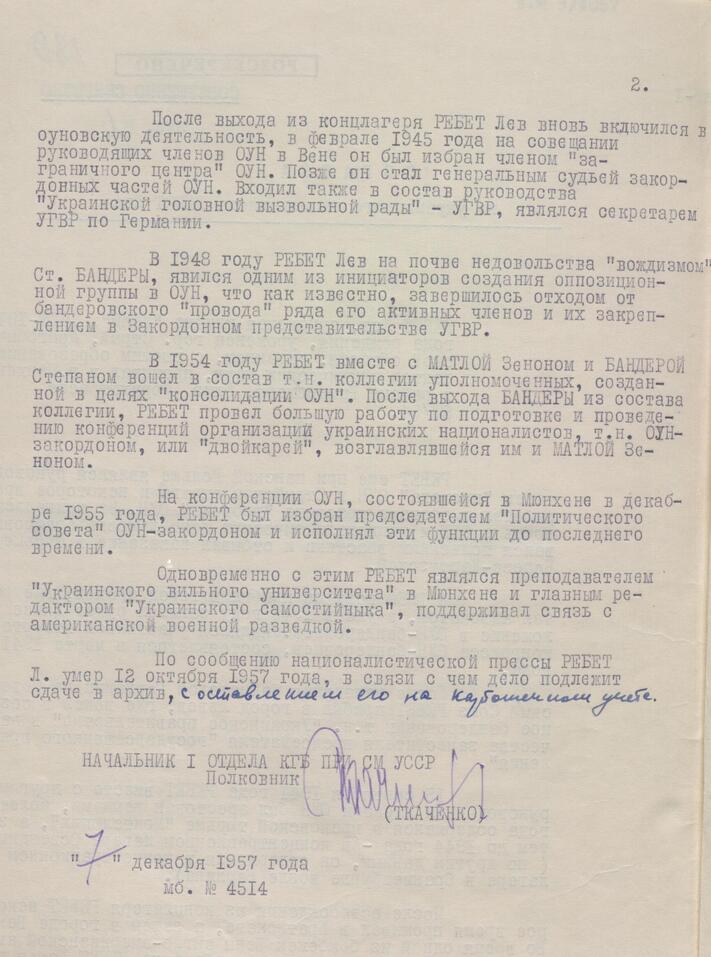 2.
После выхода из концлагеря РЕБЕТ Лев вновь включился в
оуновскую деятельность, в феврале 1945 года на совещании
руководящих членов ОУН в Вене он был избран членом "за-
граничного центра" ОУН. Позже он стал генеральным судьей закор-
донных частей ОУН. Входил также в состав руководства
"Украинской головной вызвольной рады" - УГВР, являлся секретарем
УГВР по Германии.
В 1948 году РЕБЕТ Лев на почве недовольства "вождизмом"
Ст. БАНДЕРЫ, явился одним из инициаторов создания оппозицион-
ной группы в ОУН, что как известно, завершилось отходом от
бандеровского "провода" ряда его активных членов и их закреп-
лением в Закордонном представительстве УГВР.
В 1954 году РЕБЕТ вместе с МАТЛОЙ Зеноном и БАНДЕРОЙ
Степаном вошел в состав т.н. коллегии уполномоченных, создан-
ной в целях "консолидации ОУН". После выхода БАНДЕРЫ из состава
коллегии, РЕБЕТ провел большую работу по подготовке и проведе-
нию конференций организаций украинских националистов, т.н. ОУН-
закордоном, или "двойкарей", возглавлявшейся им и МАТЛОЙ Зе-
ноном.
На конференции ОУН, состоявшейся в Мюнхене в декаб-
ре 1955 года, РЕБЕТ был избран председателем "Политического
совета" ОУН-закордоном и исполнял эти функции до последнего
времени.
Одновременно с этим РЕБЕТ являлся преподавателем
"Украинского вильного университета" в Мюнхене и главным ре-
дактором "Украинского самостийныка", поддерживал связь с
американской военной разведкой.
По сообщению националистической прессы РЕБЕТ
Л. умер 12 октября 1957 года, в связи с чем дело подлежит
сдаче в архив, с оставлением его на карточном учете.
НАЧАЛЬНИК I ОТДЕЛА КГБ ПРИ СМ УССР
Полковник
(ТКАЧЕНКО)
"7" декабря 1957 года
мб. № 4514